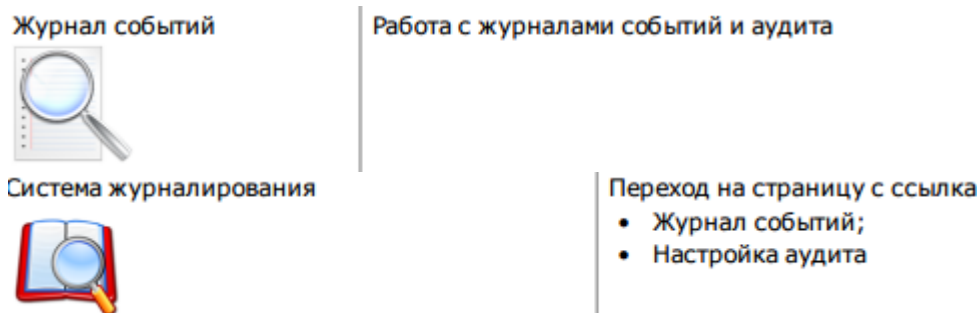 Журнал событий
Работа с журналами событий и аудита
Система журналирования
Переход на страницу с ссылка
• Журнал событий;
• Настройка аудита